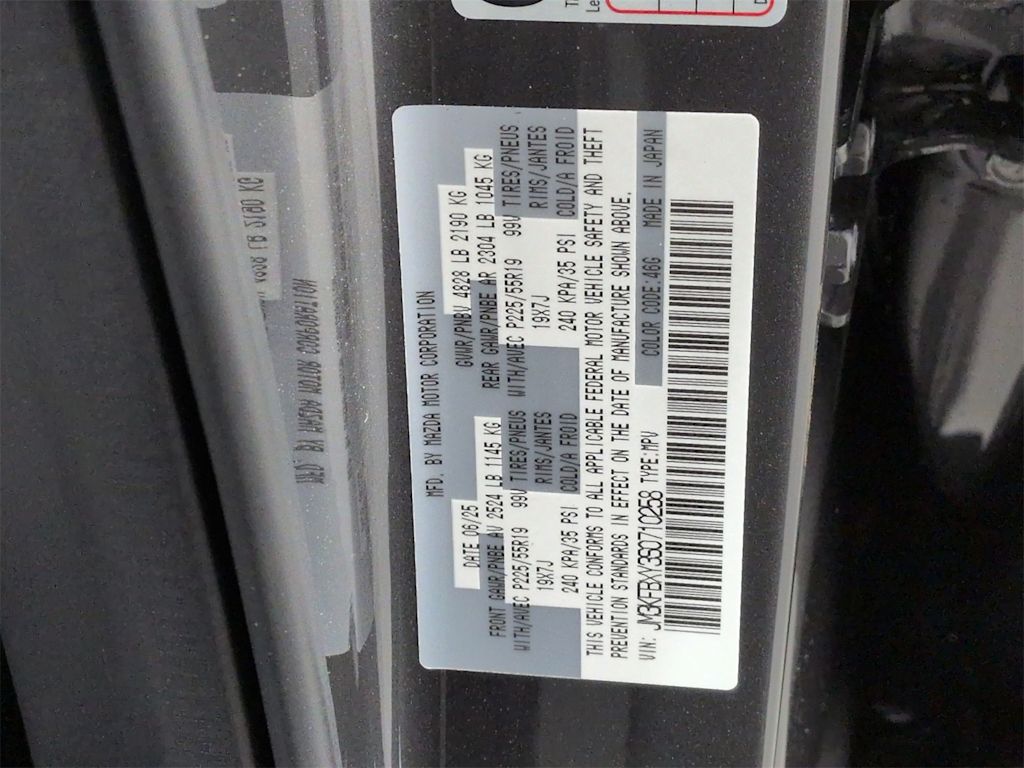 MFD. BY MAZDA MOTOR CORPORATION
DATE 06/25 GVWR/PNBV 4828 LB 2190 KG
FRONT GAWR/PNBE AV 2524 LB 1145 KG REAR GAWR/PNBE AR 2304 LB 1045 KG
WITH/AVEC P225/55R19 99V TIRES/PNEUS WITH/AVEC P225/55R19 99V TIRES/PNEUS
19X7J RIMS/JANTES 19X7J RIMS/JANTES
240 KPA/35 PSI COLD/A FROID 240 KPA/35 PSI COLD/A FROID
THIS VEHICLE CONFORMS TO ALL APPLICABLE FEDERAL MOTOR VEHICLE SAFETY AND THEFT
PREVENTION STANDARDS IN EFFECT ON THE DATE OF MANUFACTURE SHOWN ABOVE.
VIN: JM3KFBXY3S0710258 TYPE:MPV COLOR CODE:46G MADE IN JAPAN